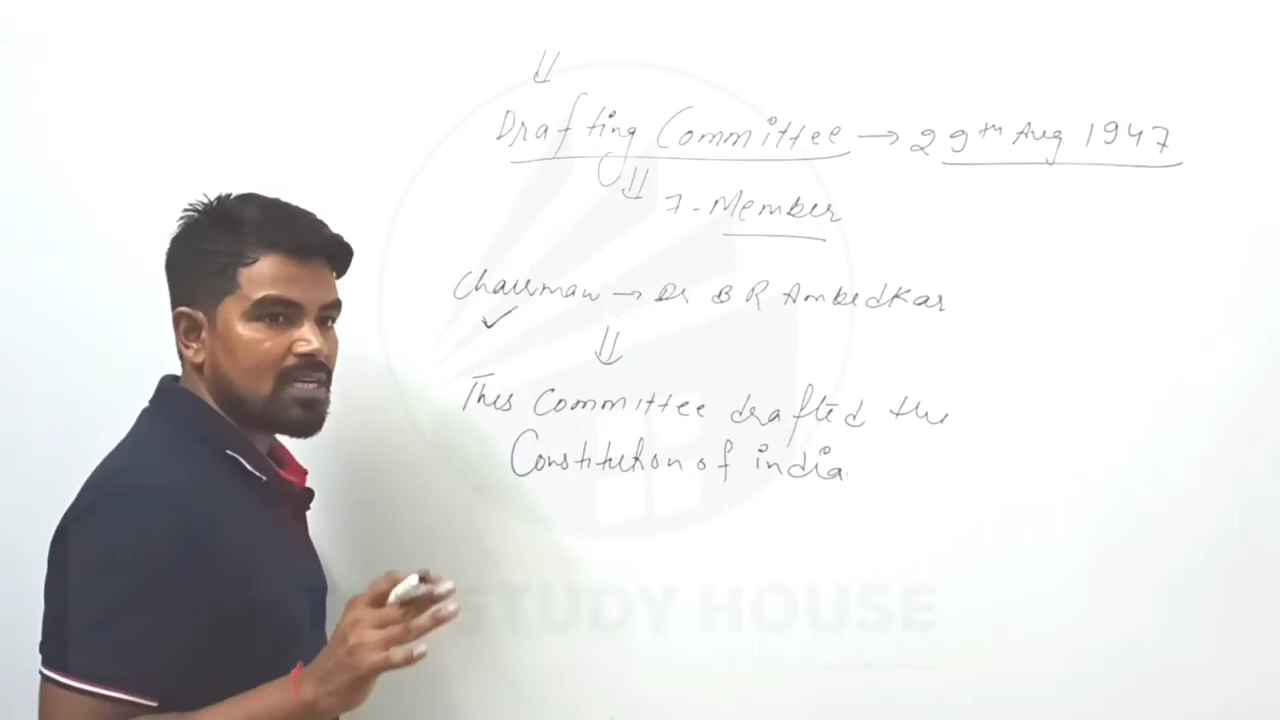 Drafting Committee → 29th Aug 1947
7 - Member
Chairman → Dr B R Ambedkar
This Committee drafted the
Constitution of india.
STUDY HOUSE